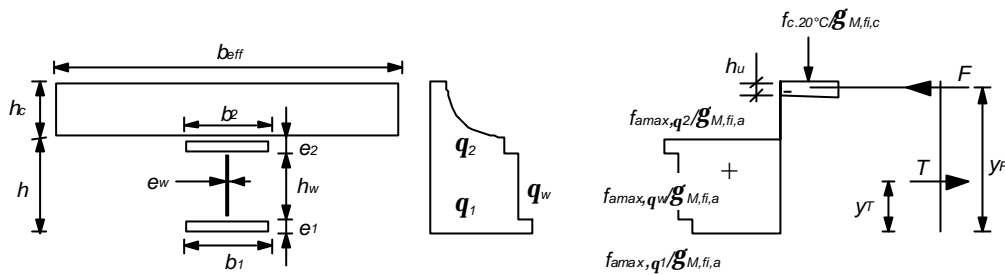 beff
hc
b2
h
e2
ew
hw
e1
b1
q2
qw
q1
fc.20°C/gM,fi,c
hu
F
famax,q2/gM,fi,a
+
T
yF
famax,qw/gM,fi,a
yT
famax,q1/gM,fi,a